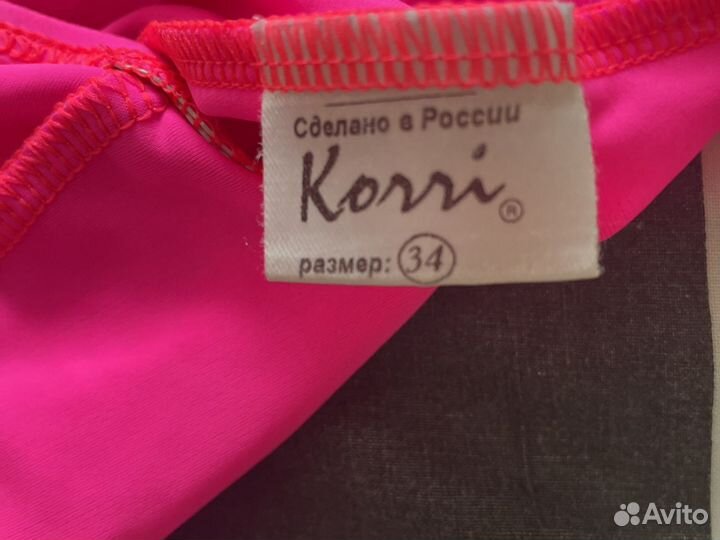 Сделано в России
Korri ®
размер: 34
Avito